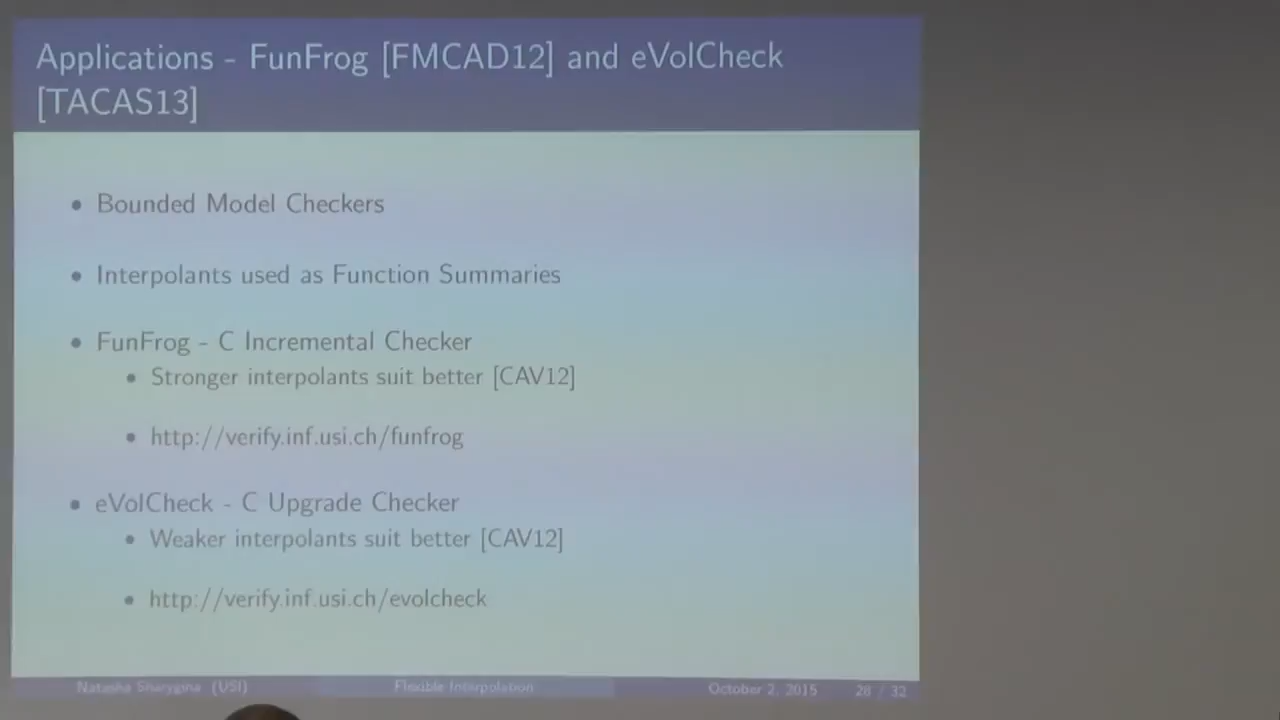 Applications - FunFrog [FMCAD12] and eVolCheck
[TACAS13]
• Bounded Model Checkers
• Interpolants used as Function Summaries
• FunFrog - C Incremental Checker
• Stronger interpolants suit better [CAV12]
• http://verify.inf.usi.ch/funfrog
• eVolCheck - C Upgrade Checker
• Weaker interpolants suit better [CAV12]
• http://verify.inf.usi.ch/evolcheck
Natasha Sharygina (USI) Flexible Interpolation October 2, 2015 28 / 32